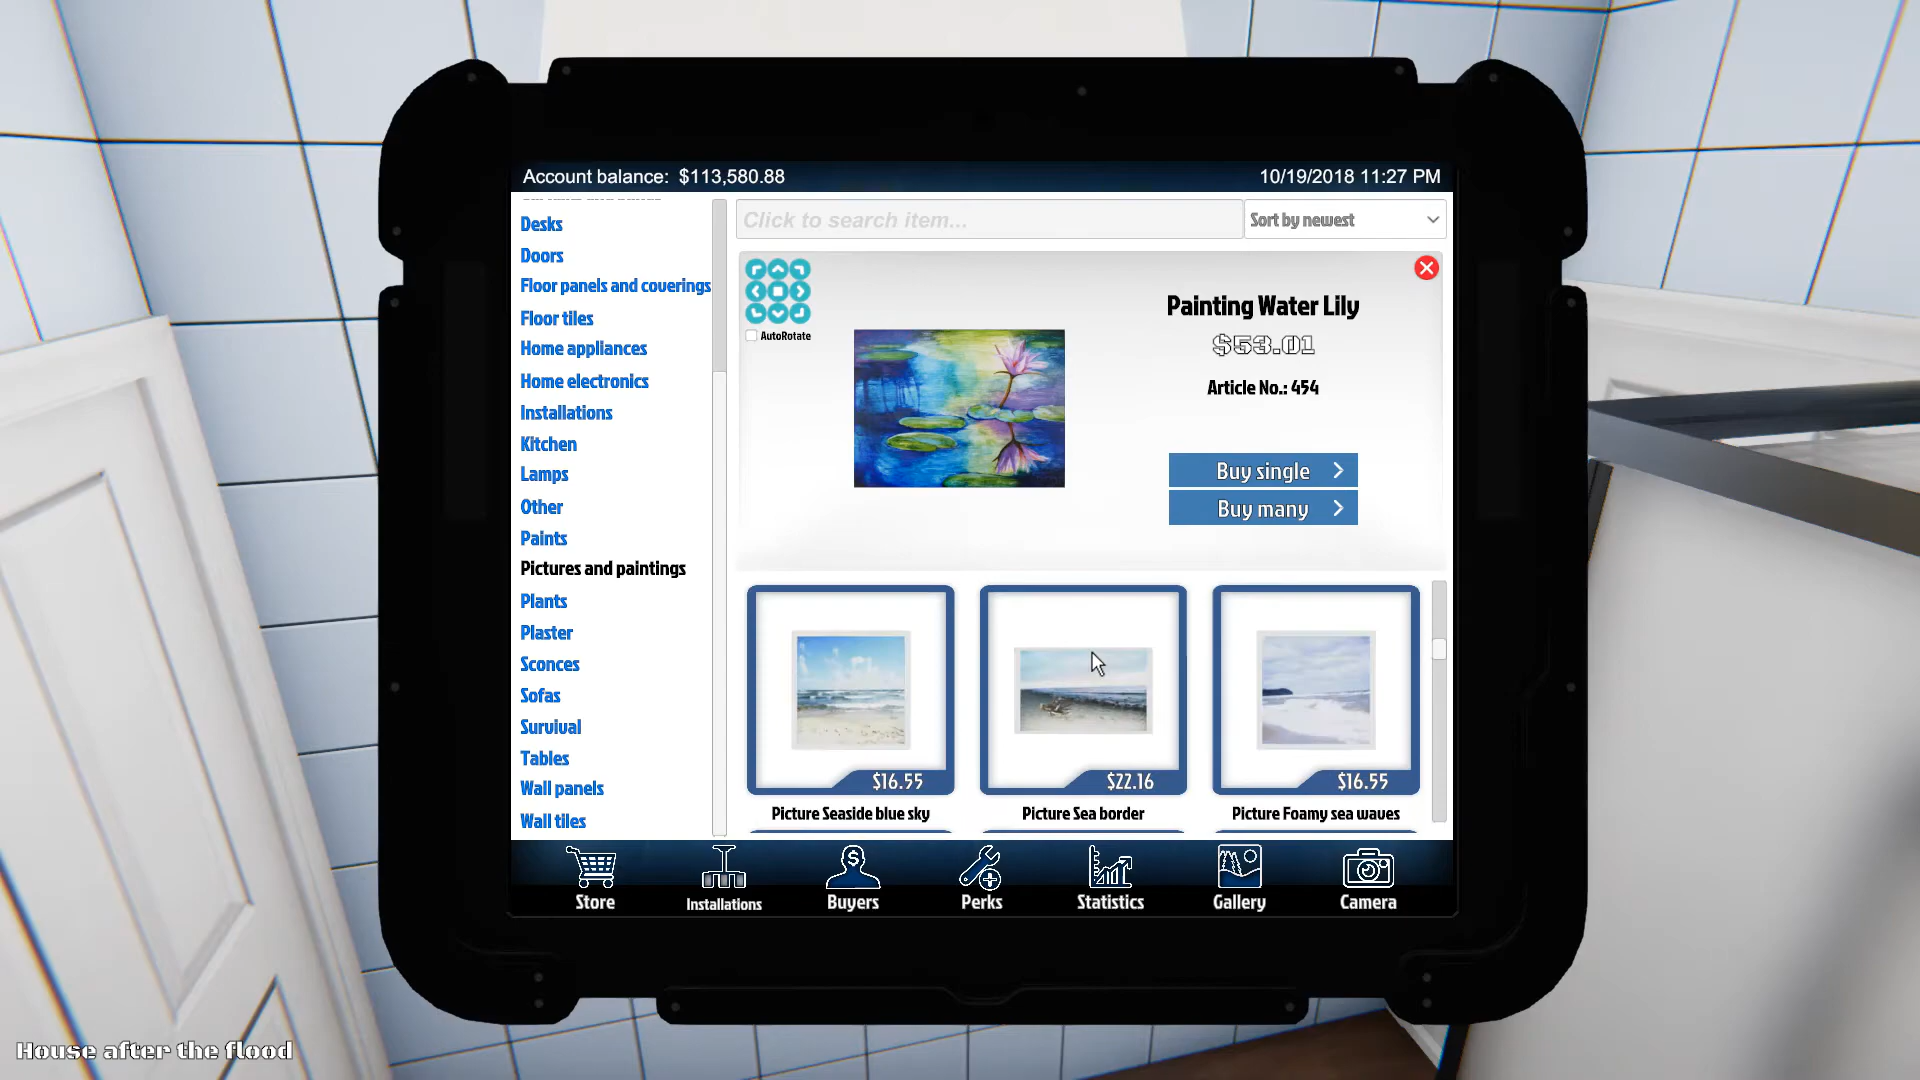 Account balance: $113,580.88
10/19/2018 11:27 PM
Desks
Doors
Floor panels and coverings
Floor tiles
Home appliances
Home electronics
Installations
Kitchen
Lamps
Other
Paints
Pictures and paintings
Plants
Plaster
Sconces
Sofas
Survival
Tables
Wall panels
Wall tiles
Click to search item...
Sort by newest
AutoRotate
Painting Water Lily
$53.01
Article No.: 454
Buy single
Buy many
$16.55
$22.16
$16.55
Picture Seaside blue sky
Picture Sea border
Picture Foamy sea waves
Store
Installations
Buyers
Perks
Statistics
Gallery
Camera
House after the flood